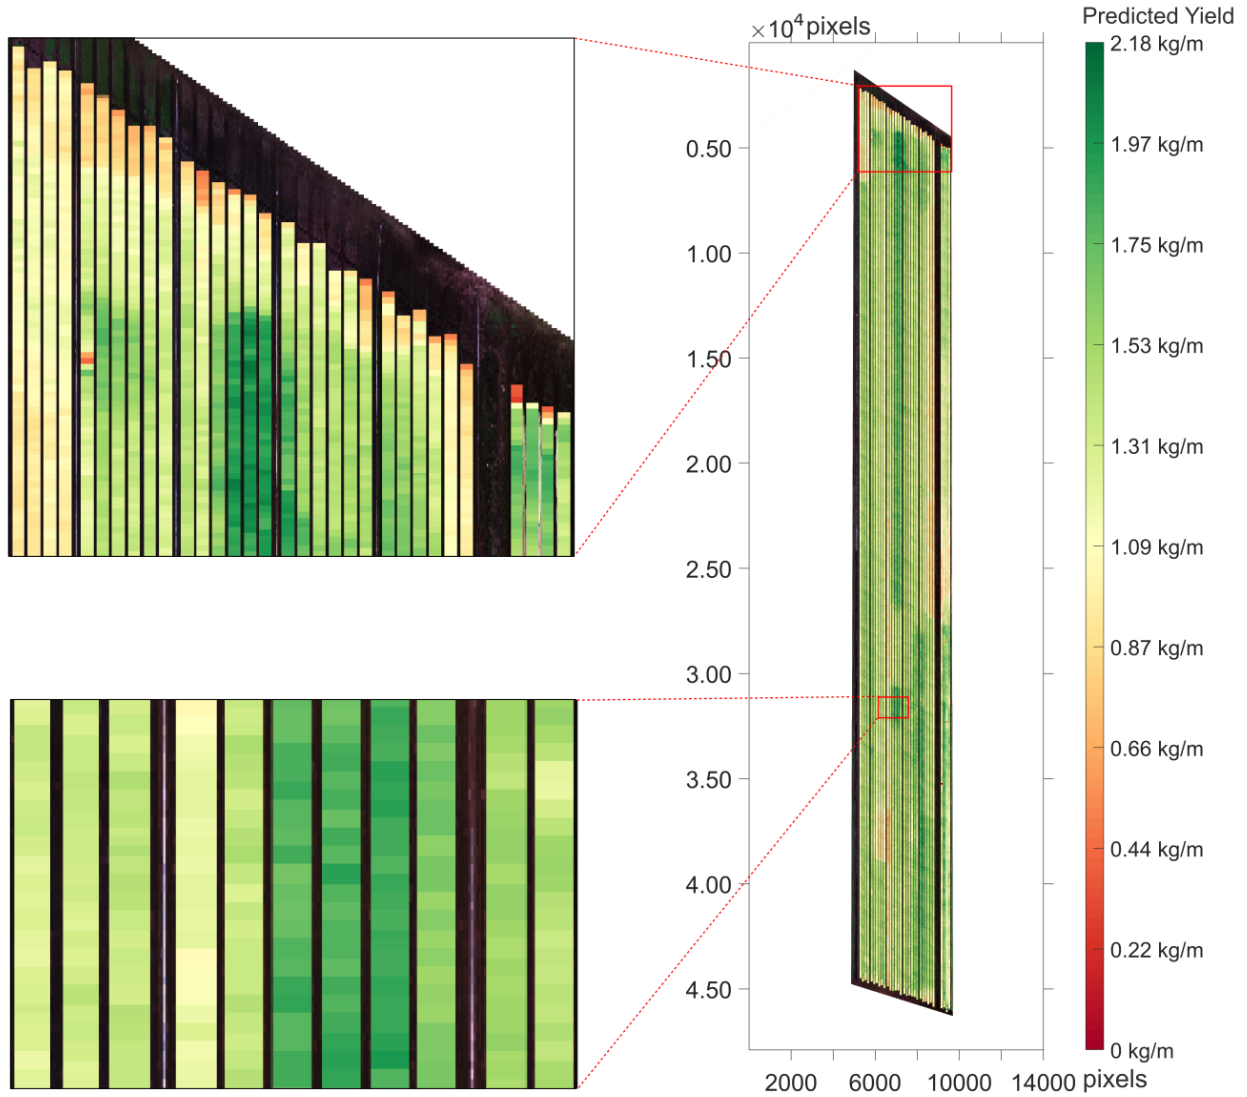 Predicted Yield
×10⁴ pixels
2.18 kg/m
1.97 kg/m
0.50
1.75 kg/m
1.00
1.53 kg/m
1.50
1.31 kg/m
2.00
1.09 kg/m
2.50
0.87 kg/m
3.00
0.66 kg/m
3.50
0.44 kg/m
4.00
0.22 kg/m
4.50
0 kg/m
2000 6000 10000 14000 pixels